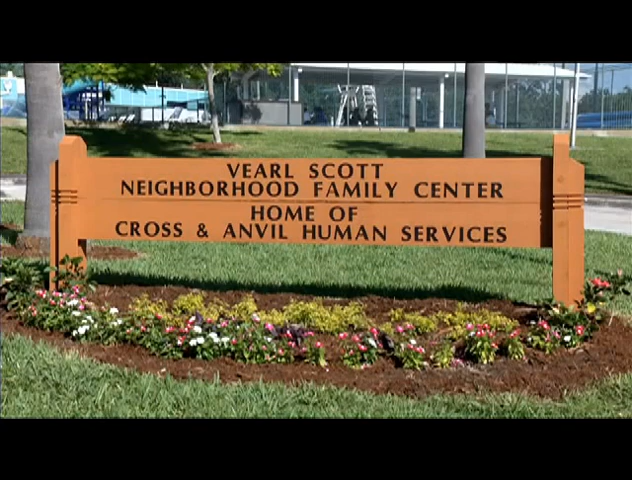 VEARL SCOTT
NEIGHBORHOOD FAMILY CENTER
HOME OF
CROSS & ANVIL HUMAN SERVICES